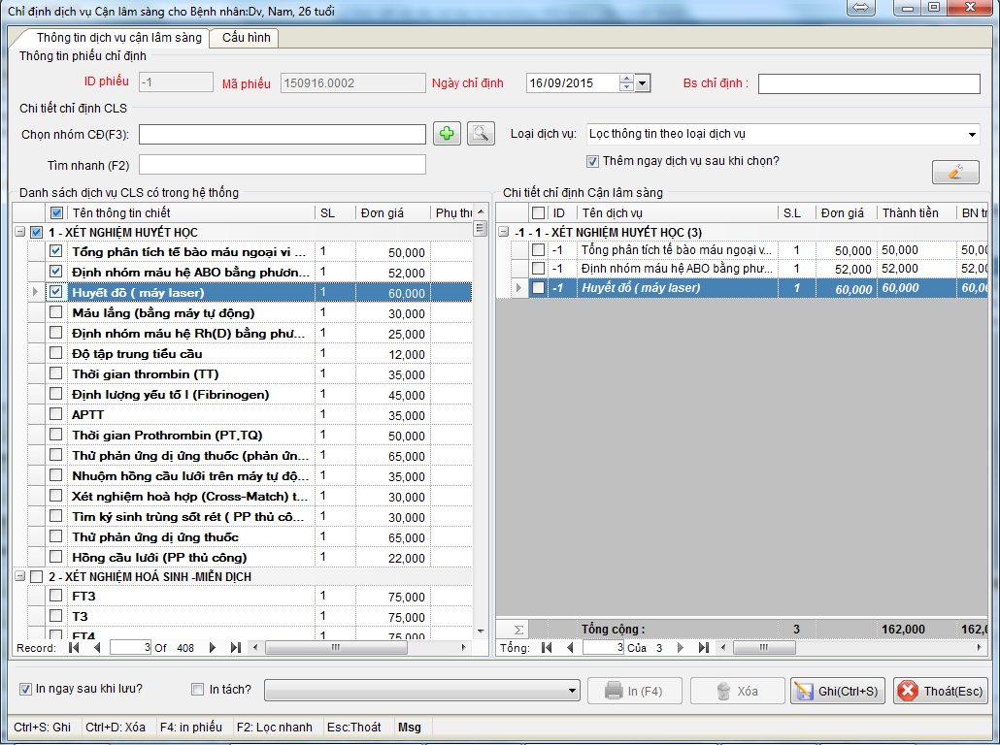 Chỉ định dịch vụ Cận lâm sàng cho Bệnh nhân:Dv, Nam, 26 tuổi
Thông tin dịch vụ cận lâm sàng Cấu hình
Thông tin phiếu chỉ định
ID phiếu -1 Mã phiếu 150916.0002 Ngày chỉ định 16/09/2015 Bs chỉ định :
Chi tiết chỉ định CLS
Chọn nhóm CĐ(F3): Loại dịch vụ: Lọc thông tin theo loại dịch vụ
Tìm nhanh (F2) Thêm ngay dịch vụ sau khi chọn?
Danh sách dịch vụ CLS có trong hệ thống
Tên thông tin chiết SL Đơn giá Phụ thu
1 - XÉT NGHIỆM HUYẾT HỌC
Tổng phân tích tế bào máu ngoại vi ... 1 50,000
Định nhóm máu hệ ABO bằng phươn... 1 52,000
Huyết đồ ( máy laser) 1 60,000
Máu lắng (bằng máy tự động) 1 30,000
Định nhóm máu hệ Rh(D) bằng phư... 1 25,000
Độ tập trung tiểu cầu 1 12,000
Thời gian thrombin (TT) 1 35,000
Định lượng yếu tố I (Fibrinogen) 1 45,000
APTT 1 35,000
Thời gian Prothrombin (PT,TQ) 1 50,000
Thử phản ứng dị ứng thuốc (phản ứn... 1 65,000
Nhuộm hồng cầu lưới trên máy tự độ... 1 35,000
Xét nghiệm hoà hợp (Cross-Match) t... 1 30,000
Tìm ký sinh trùng sốt rét ( PP thủ cô... 1 30,000
Thử phản ứng dị ứng thuốc 1 65,000
Hồng cầu lưới (PP thủ công) 1 22,000
2 - XÉT NGHIỆM HOÁ SINH -MIỄN DỊCH
FT3 1 75,000
T3 1 75,000
FT4 1 75,000
Record: 3 Of 408
Chi tiết chỉ định Cận lâm sàng
ID Tên dịch vụ S.L Đơn giá Thành tiền BN tr
-1 - 1 - XÉT NGHIỆM HUYẾT HỌC (3)
-1 Tổng phân tích tế bào máu ngoại v... 1 50,000 50,000 50,00
-1 Định nhóm máu hệ ABO bằng phư... 1 52,000 52,000 52,00
-1 Huyết đồ ( máy laser) 1 60,000 60,000 60,00
Σ Tổng cộng : 3 162,000 162,0
Tổng: 3 Của 3
In ngay sau khi lưu? In tách? In (F4) Xóa Ghi(Ctrl+S) Thoát(Esc)
Ctrl+S: Ghi Ctrl+D: Xóa F4: in phiếu F2: Lọc nhanh Esc:Thoát Msg